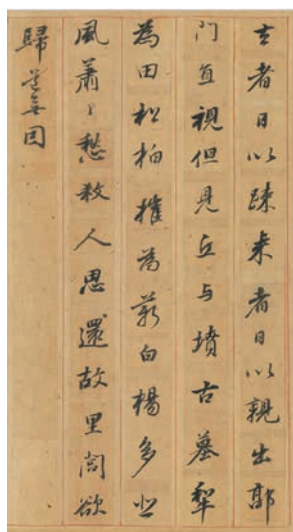 去者日以踈来者日以親出郭
門直視但見丘与墳古墓犁
為田松柏摧為薪白楊多悲
風蕭〻愁殺人思還故里閭欲
歸道無因